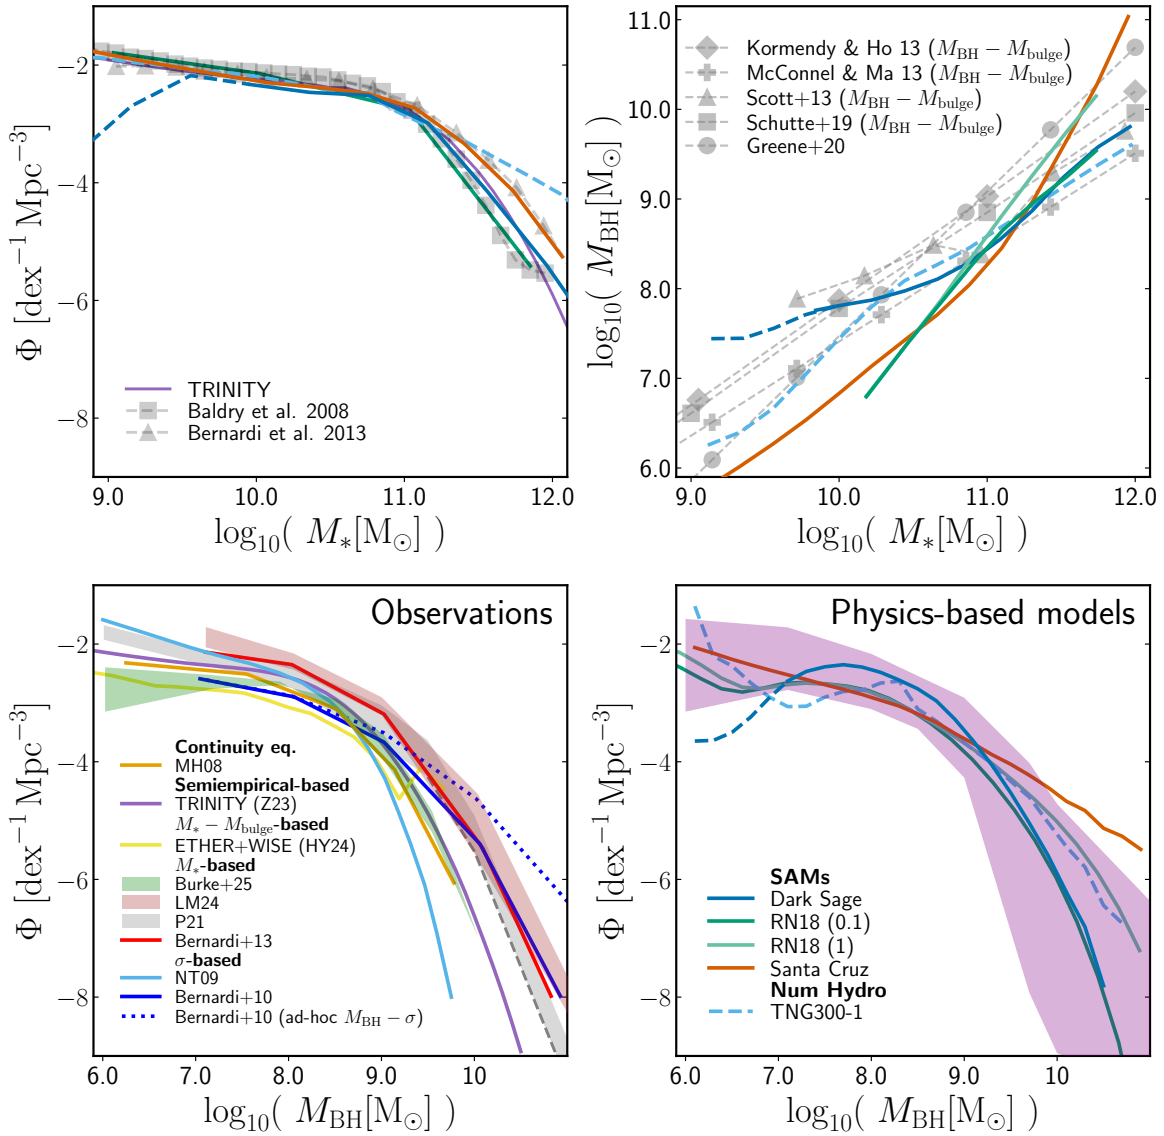 −2
−4
−6
−8
Φ [dex⁻¹ Mpc⁻³]
TRINITY
Baldry et al. 2008
Bernardi et al. 2013
9.0 10.0 11.0 12.0
log₁₀( M∗[M⊙] )
11.0
10.0
9.0
8.0
7.0
6.0
log₁₀( M_BH[M⊙] )
Kormendy & Ho 13 (M_BH − M_bulge)
McConnel & Ma 13 (M_BH − M_bulge)
Scott+13 (M_BH − M_bulge)
Schutte+19 (M_BH − M_bulge)
Greene+20
9.0 10.0 11.0 12.0
log₁₀( M∗[M⊙] )
Observations
−2
−4
−6
−8
Φ [dex⁻¹ Mpc⁻³]
Continuity eq.
MH08
Semiempirical-based
TRINITY (Z23)
M∗ − M_bulge-based
ETHER+WISE (HY24)
M∗-based
Burke+25
LM24
P21
Bernardi+13
σ-based
NT09
Bernardi+10
Bernardi+10 (ad-hoc M_BH − σ)
6.0 7.0 8.0 9.0 10
log₁₀( M_BH[M⊙] )
Physics-based models
−2
−4
−6
−8
Φ [dex⁻¹ Mpc⁻³]
SAMs
Dark Sage
RN18 (0.1)
RN18 (1)
Santa Cruz
Num Hydro
TNG300-1
6.0 7.0 8.0 9.0 10
log₁₀( M_BH[M⊙] )